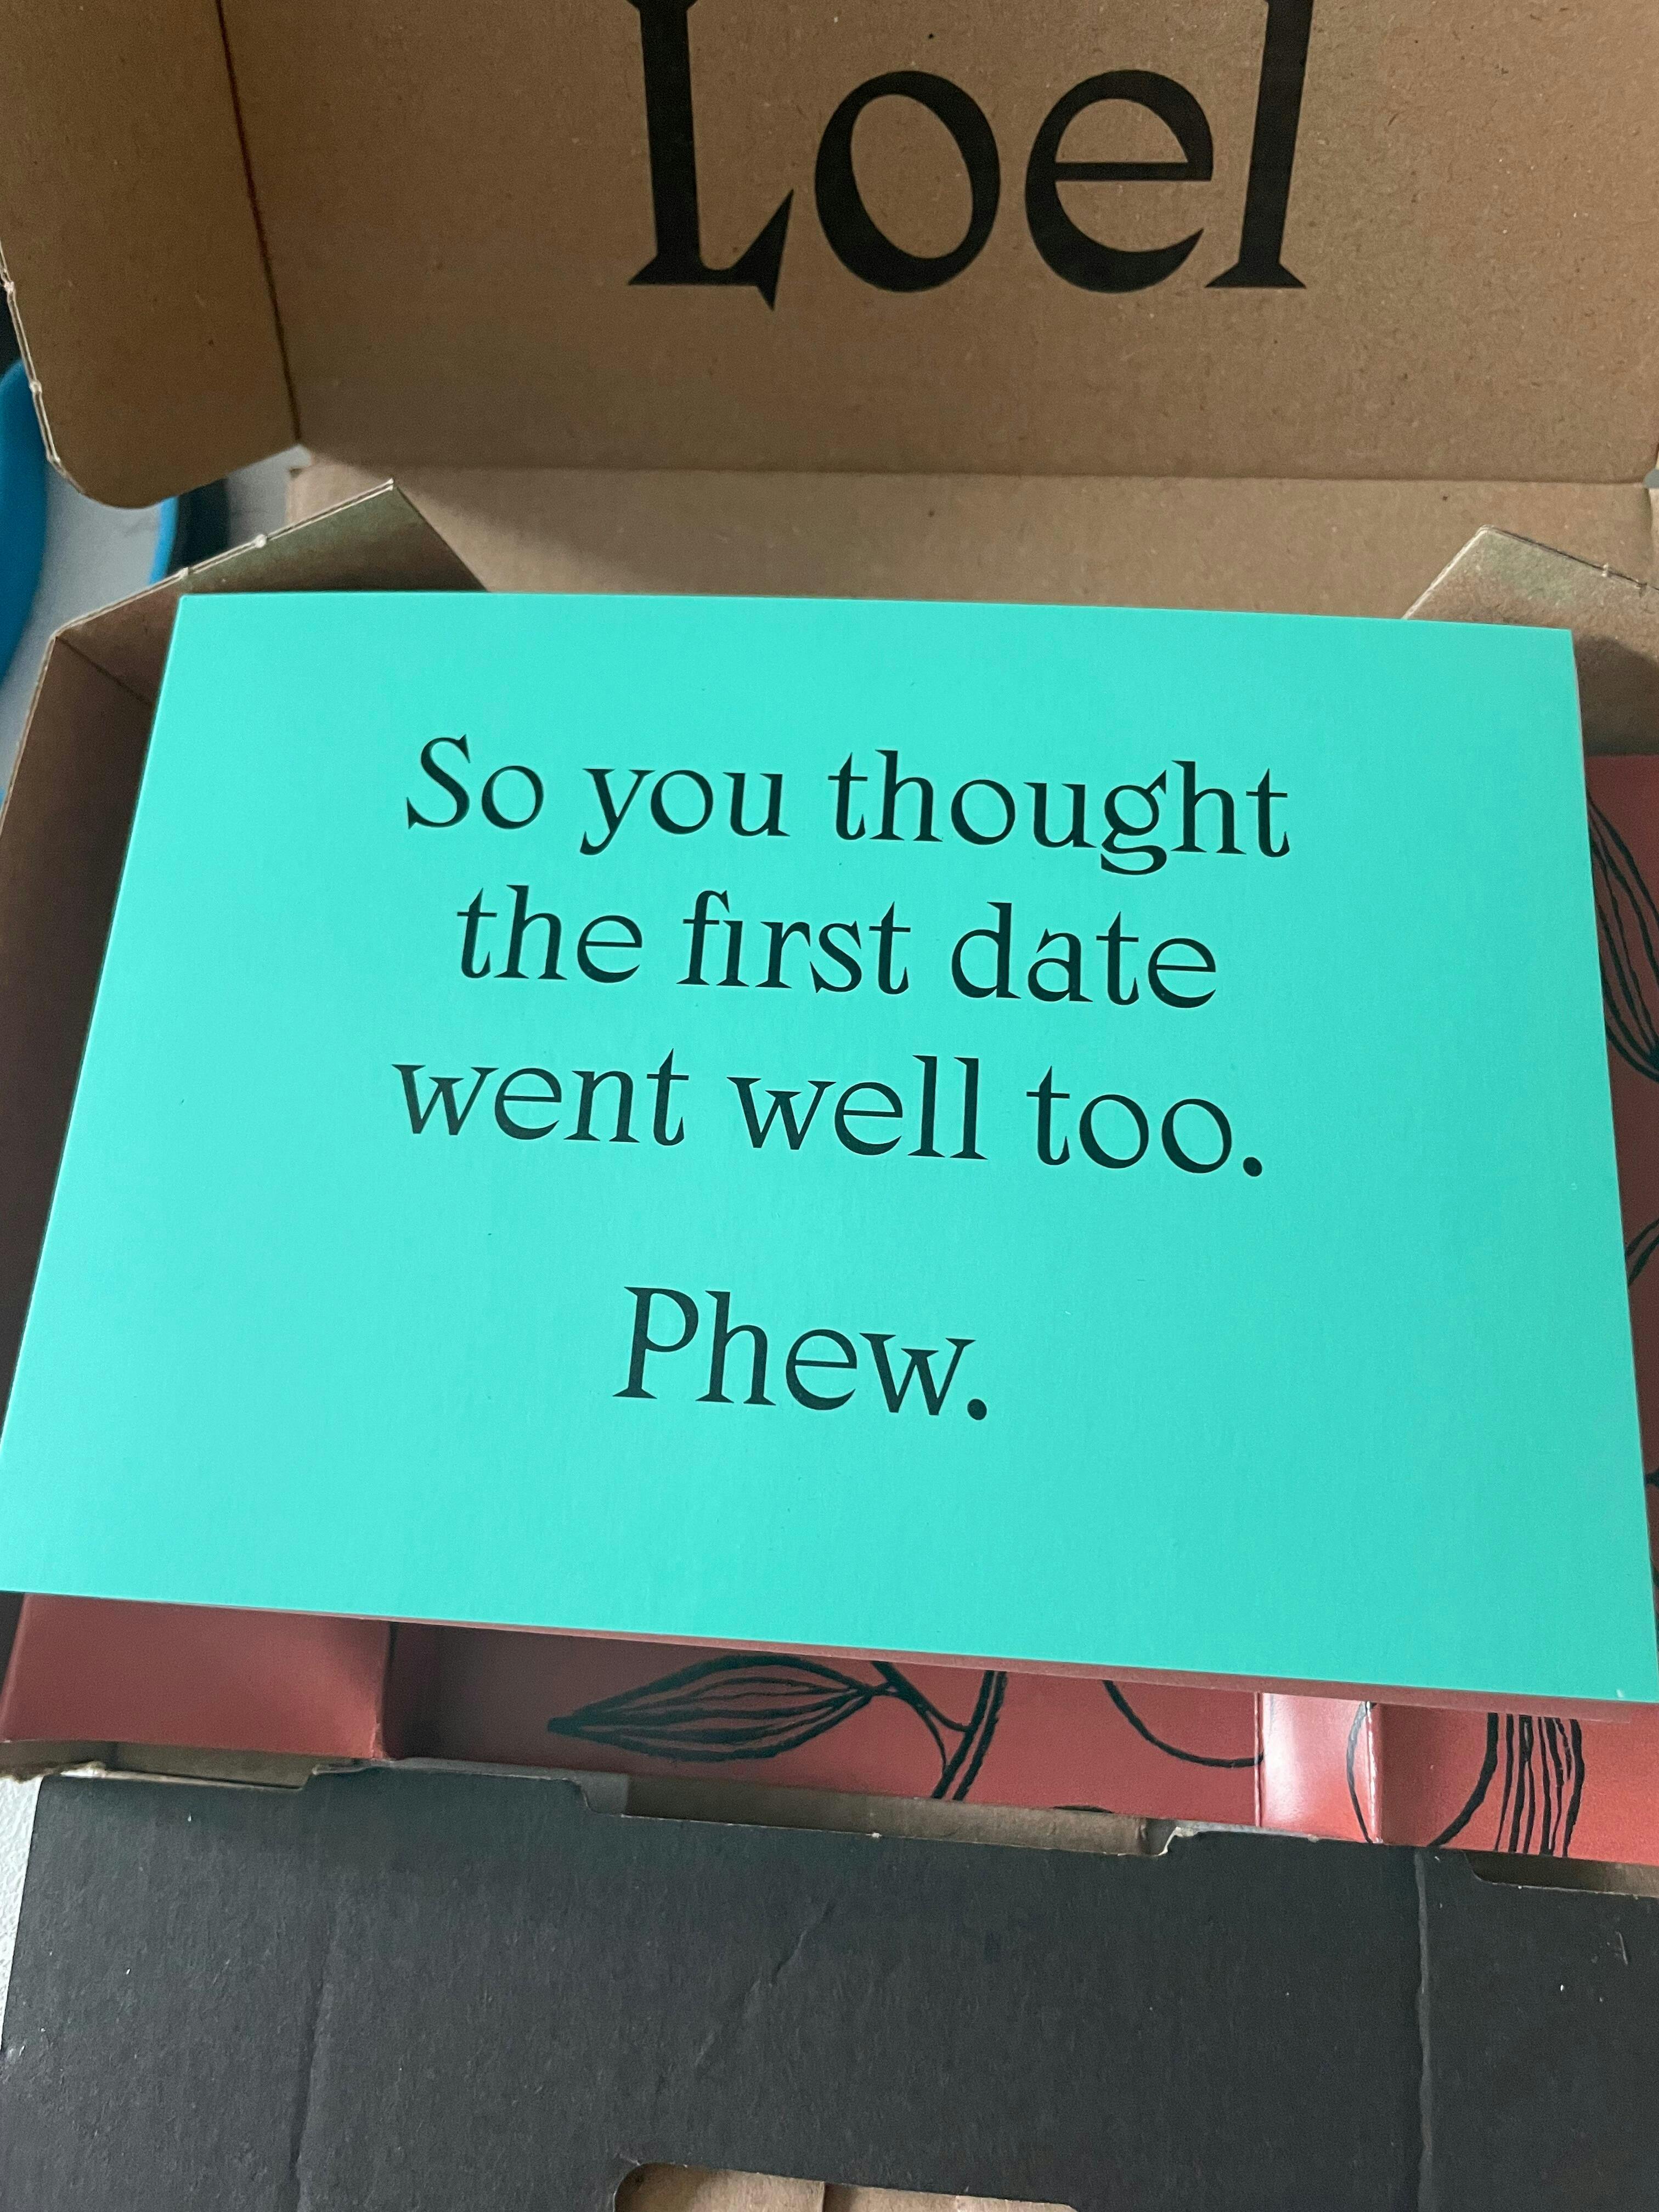 Loel
So you thought
the first date
went well too.
Phew.